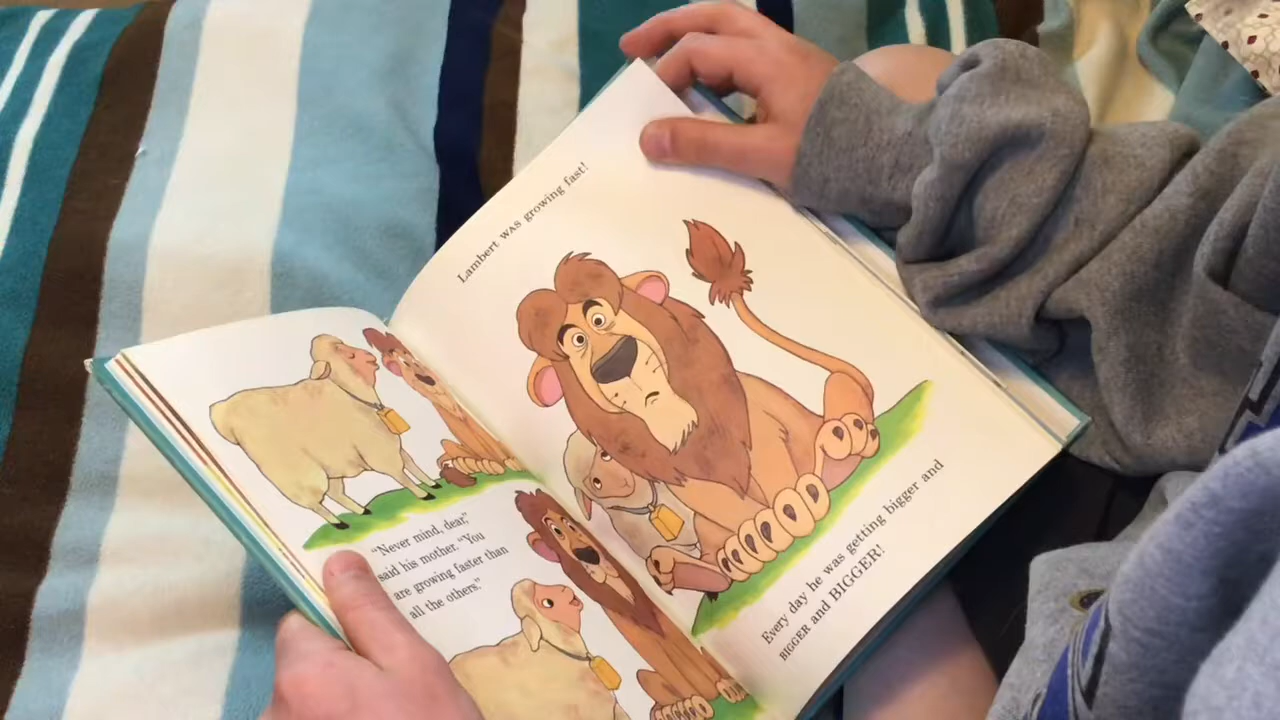 "Never mind, dear,"
said his mother. "You
are growing faster than
all the others."
Lambert was growing fast!
Every day he was getting bigger and
BIGGER and BIGGER!